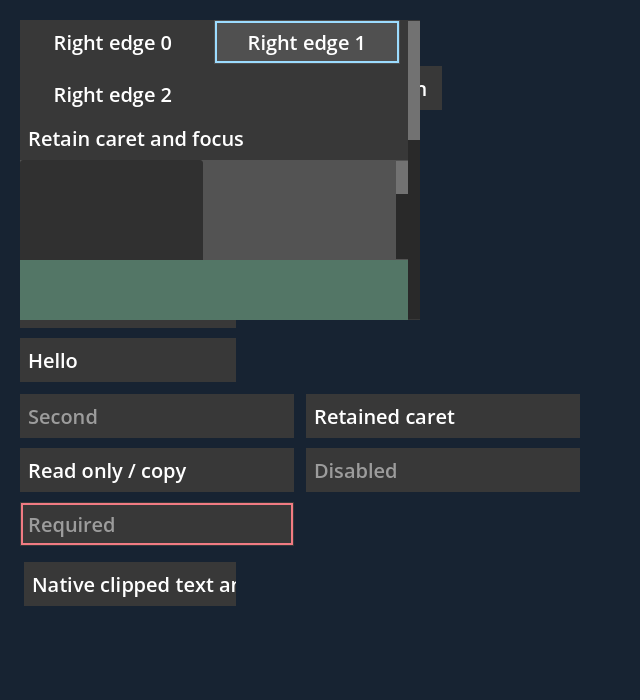 Right edge 0 Right edge 1
Right edge 2
Retain caret and focus
Hello
Second Retained caret
Read only / copy Disabled
Required
Native clipped text